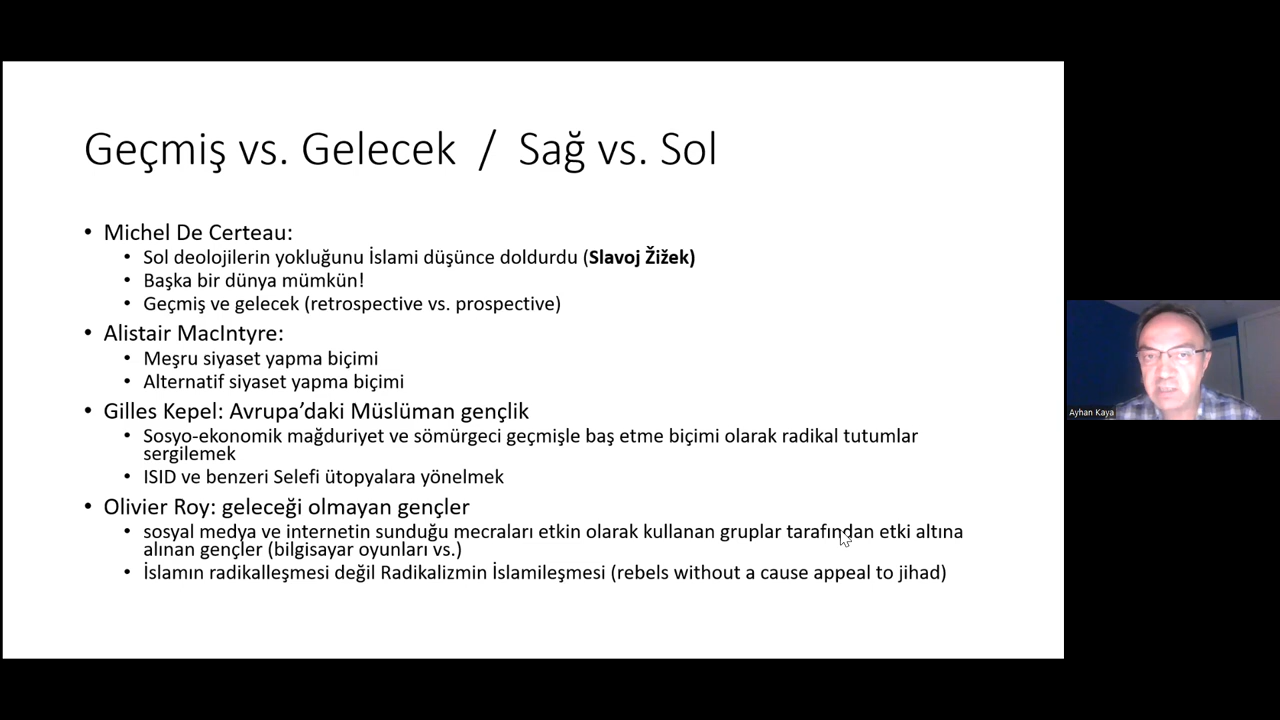 Geçmiş vs. Gelecek / Sağ vs. Sol
• Michel De Certeau:
• Sol deolojilerin yokluğunu İslami düşünce doldurdu (Slavoj Žižek)
• Başka bir dünya mümkün!
• Geçmiş ve gelecek (retrospective vs. prospective)
• Alistair MacIntyre:
• Meşru siyaset yapma biçimi
• Alternatif siyaset yapma biçimi
• Gilles Kepel: Avrupa’daki Müslüman gençlik
• Sosyo-ekonomik mağduriyet ve sömürgeci geçmişle baş etme biçimi olarak radikal tutumlar
sergilemek
• ISID ve benzeri Selefi ütopyalara yönelmek
• Olivier Roy: geleceği olmayan gençler
• sosyal medya ve internetin sunduğu mecraları etkin olarak kullanan gruplar tarafından etki altına
alınan gençler (bilgisayar oyunları vs.)
• İslamın radikalleşmesi değil Radikalizmin İslamileşmesi (rebels without a cause appeal to jihad)
Ayhan Kaya